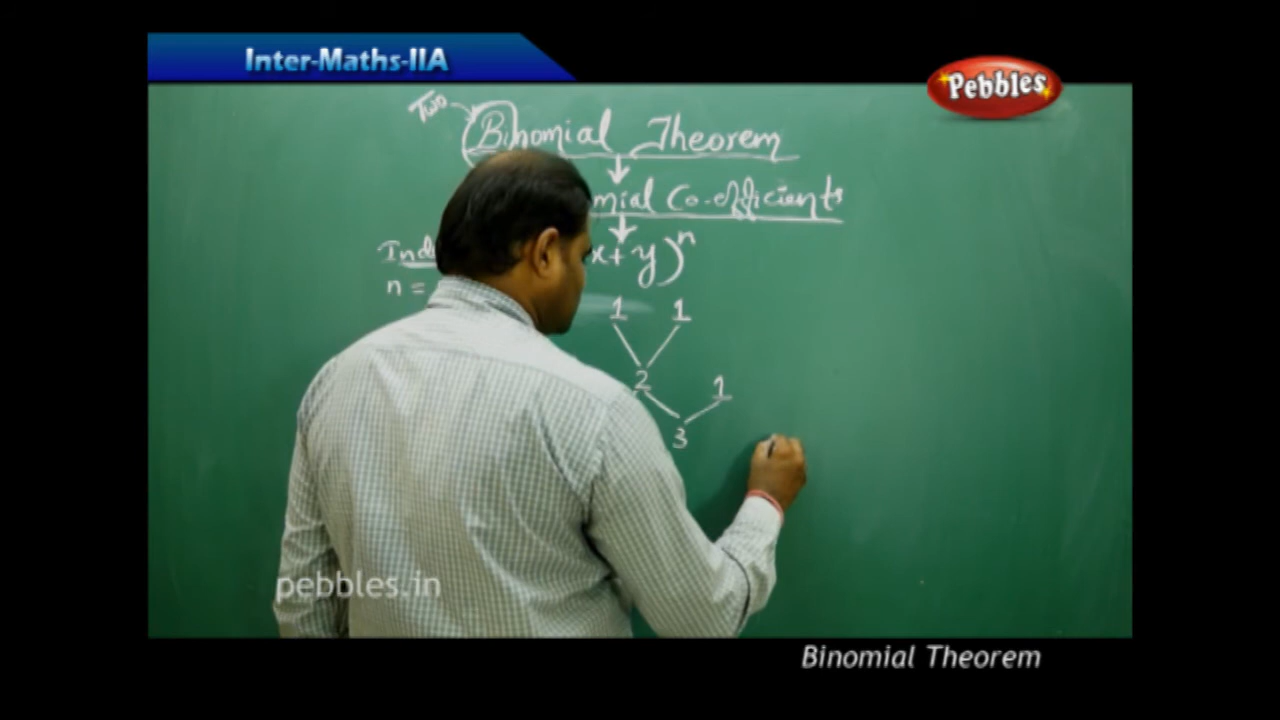 Inter-Maths-IIA
Pebbles
Two
Binomial Theorem
mial Co-efficients
Ind
x + y)^n
n =
1 1
2 1
3
pebbles.in
Binomial Theorem